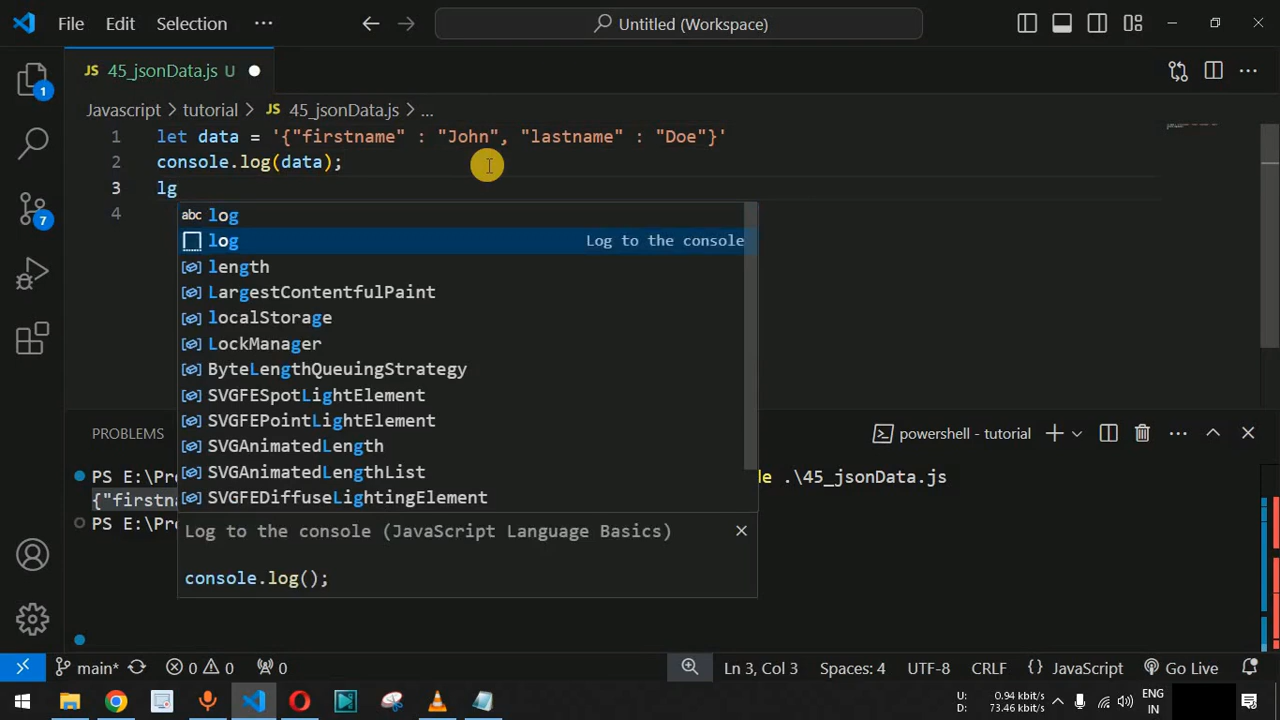 File Edit Selection ··· Untitled (Workspace)
JS 45_jsonData.js U
Javascript > tutorial > JS 45_jsonData.js > ...
1 let data = '{"firstname" : "John", "lastname" : "Doe"}'
2 console.log(data);
3 lg
4
abc log
log Log to the console
length
LargestContentfulPaint
localStorage
LockManager
ByteLengthQueuingStrategy
SVGFESpotLightElement
SVGFEPointLightElement
SVGAnimatedLength
SVGAnimatedLengthList
SVGFEDiffuseLightingElement
Log to the console (JavaScript Language Basics)
console.log();
1
7
PROBLEMS powershell - tutorial
PS E:\Pr de .\45_jsonData.js
{"firstn
PS E:\Pr
main* 0 0 0 Ln 3, Col 3 Spaces: 4 UTF-8 CRLF {} JavaScript Go Live
U: 0.94 kbit/s
D: 73.46 kbit/s
ENG
IN